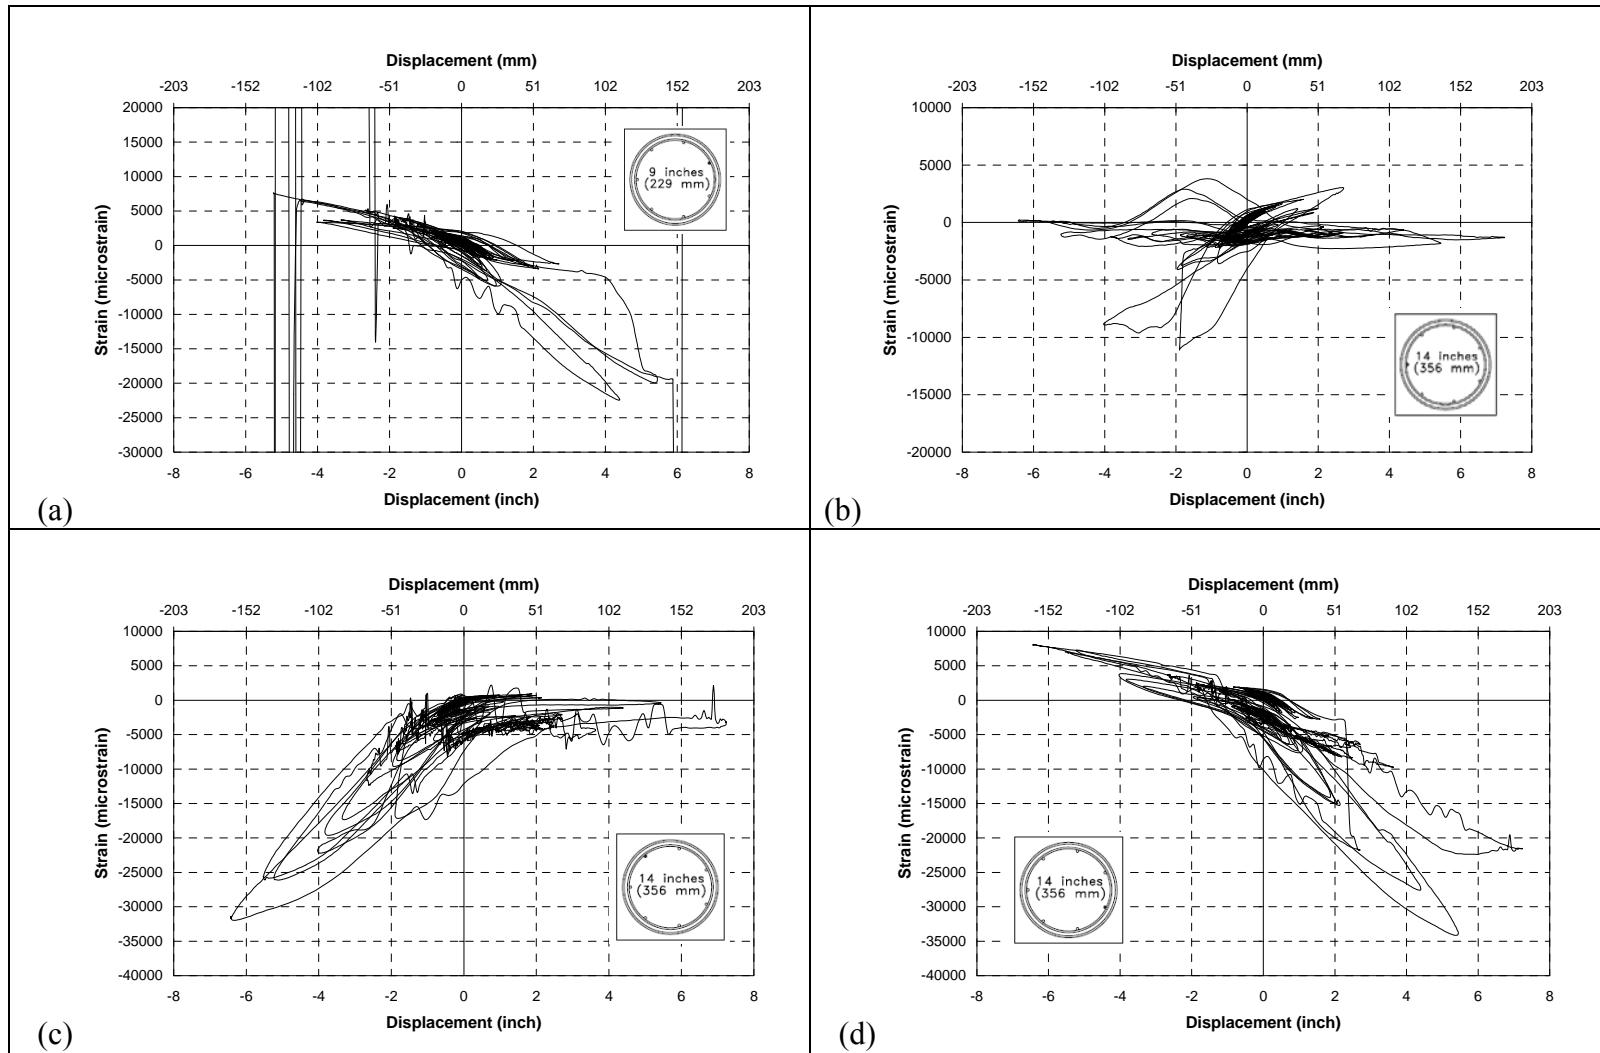 Displacement (mm)
-203 -152 -102 -51 0 51 102 152 203
20000
15000
10000
5000
0
-5000
-10000
-15000
-20000
-25000
-30000
Strain (microstrain)
9 inches
(229 mm)
-8 -6 -4 -2 0 2 4 6 8
Displacement (inch)
(a)
Displacement (mm)
-203 -152 -102 -51 0 51 102 152 203
10000
5000
0
-5000
-10000
-15000
-20000
Strain (microstrain)
14 inches
(356 mm)
-8 -6 -4 -2 0 2 4 6 8
Displacement (inch)
(b)
Displacement (mm)
-203 -152 -102 -51 0 51 102 152 203
10000
5000
0
-5000
-10000
-15000
-20000
-25000
-30000
-35000
-40000
Strain (microstrain)
14 inches
(356 mm)
-8 -6 -4 -2 0 2 4 6 8
Displacement (inch)
(c)
Displacement (mm)
-203 -152 -102 -51 0 51 102 152 203
10000
5000
0
-5000
-10000
-15000
-20000
-25000
-30000
-35000
-40000
Strain (microstrain)
14 inches
(356 mm)
-8 -6 -4 -2 0 2 4 6 8
Displacement (inch)
(d)